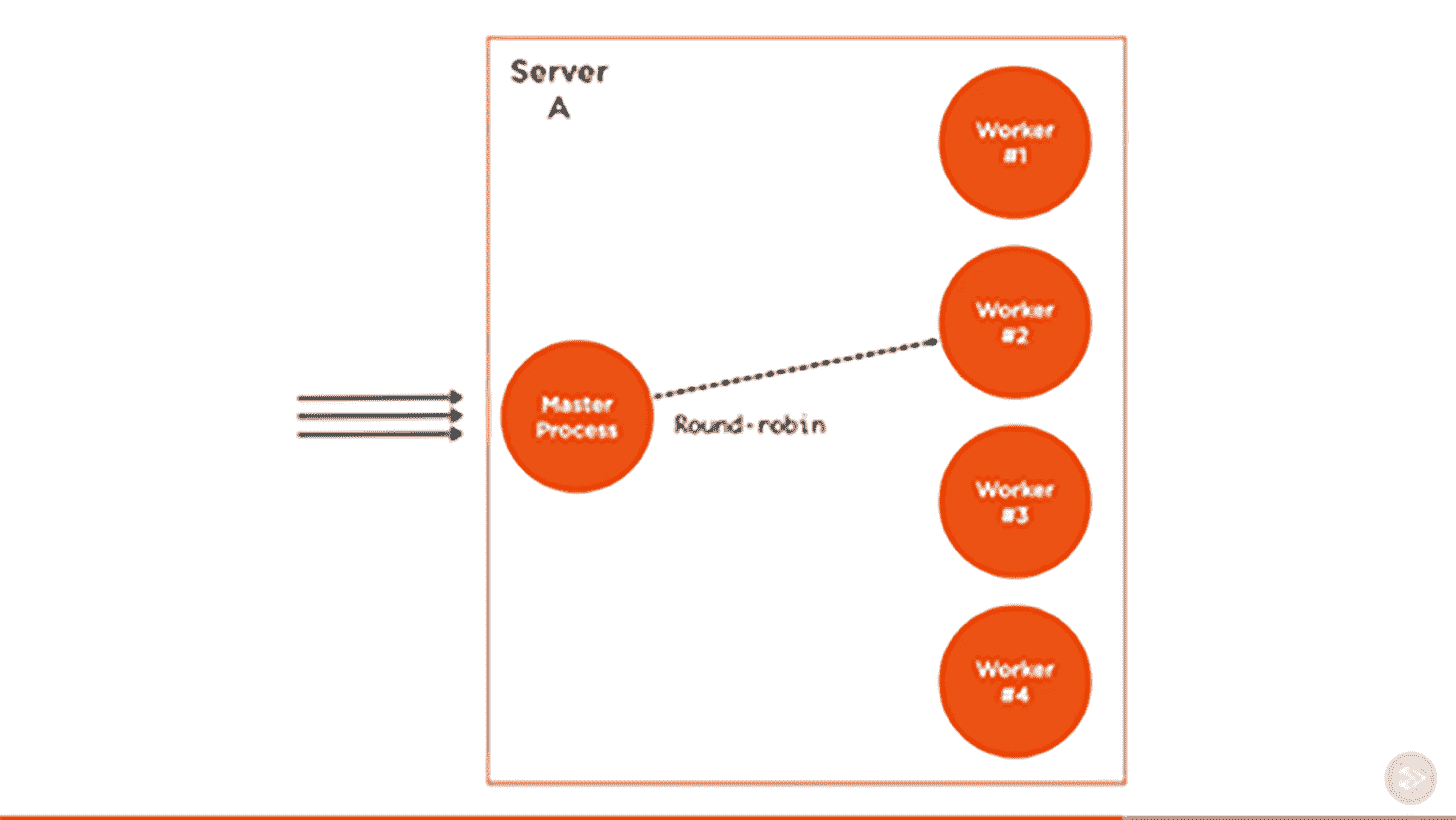 Server
A
Worker
#1
Worker
#2
Master
Process
Round-robin
Worker
#3
Worker
#4